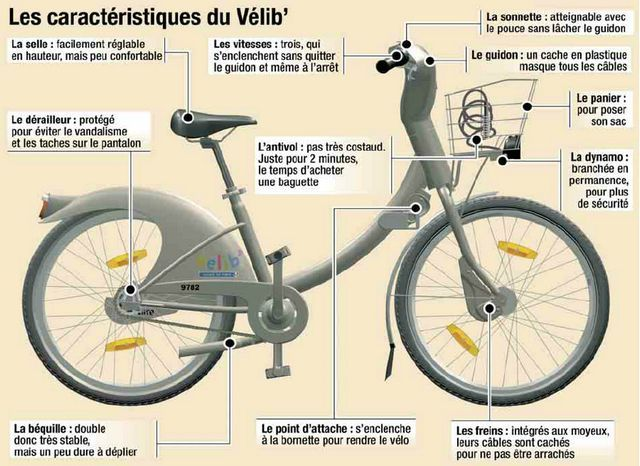 Les caractéristiques du Vélib'
La sonnette : atteignable avec
le pouce sans lâcher le guidon
La selle : facilement réglable
en hauteur, mais peu confortable
Les vitesses : trois, qui
s'enclenchent sans quitter
le guidon et même à l'arrêt
Le guidon : un cache en plastique
masque tous les câbles
Le panier :
pour poser
son sac
Le dérailleur : protégé
pour éviter le vandalisme
et les taches sur le pantalon
L'antivol : pas très costaud.
Juste pour 2 minutes,
le temps d'acheter
une baguette
La dynamo :
branchée en
permanence,
pour plus
de sécurité
velib'
9782
La béquille : double
donc très stable,
mais un peu dure à déplier
Le point d'attache : s'enclenche
à la bornette pour rendre le vélo
Les freins : intégrés aux moyeux,
leurs câbles sont cachés
pour ne pas être arrachés